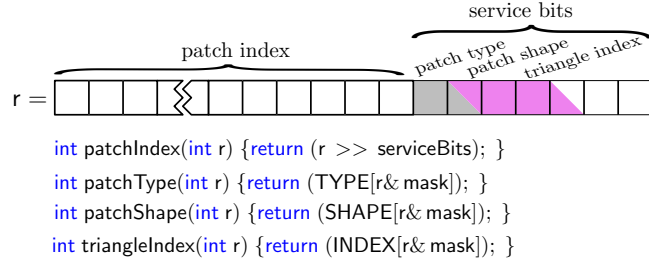 service bits
patch index
patch type
patch shape
triangle index
r =
int patchIndex(int r) {return (r >> serviceBits); }
int patchType(int r) {return (TYPE[r& mask]); }
int patchShape(int r) {return (SHAPE[r& mask]); }
int triangleIndex(int r) {return (INDEX[r& mask]); }